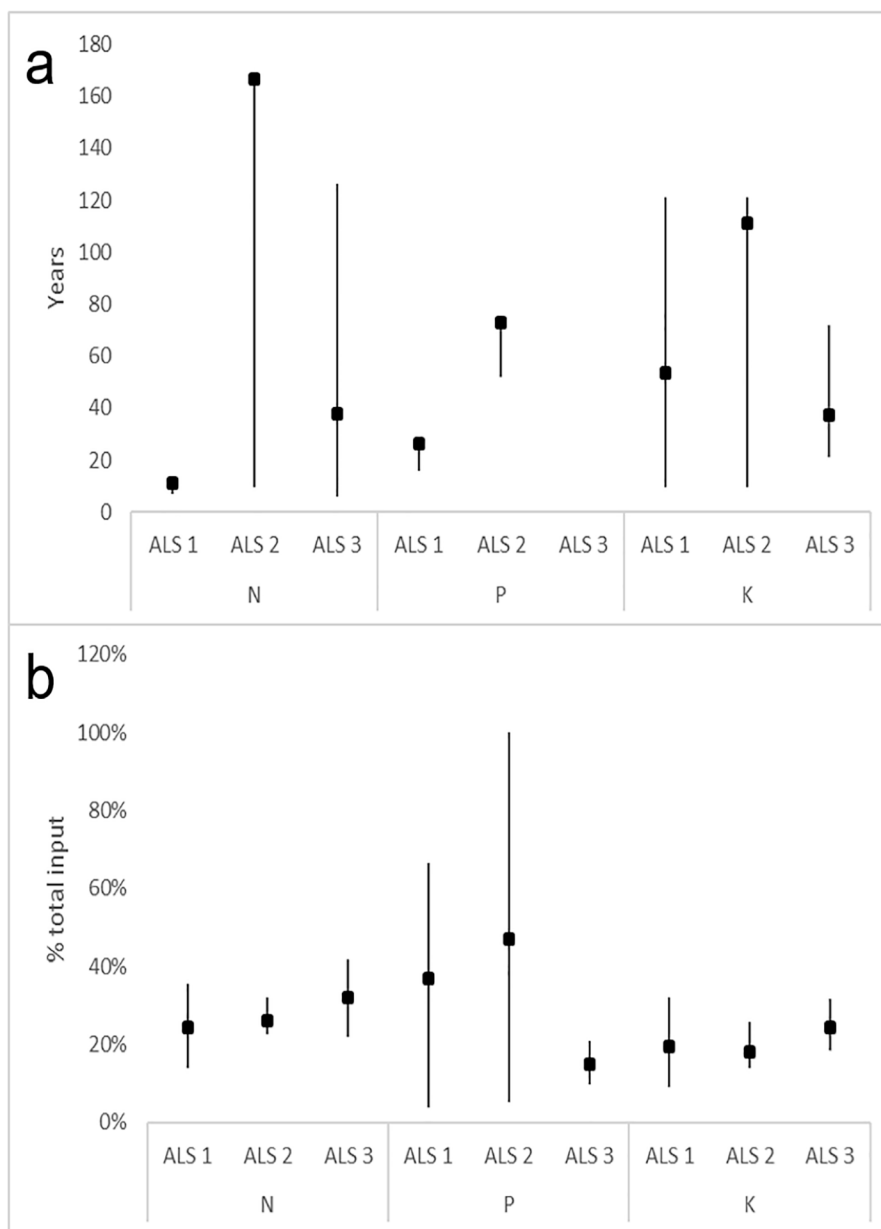 a
180
160
140
120
100
80
60
40
20
0
Years
ALS 1 ALS 2 ALS 3 ALS 1 ALS 2 ALS 3 ALS 1 ALS 2 ALS 3
N P K
b
120%
100%
80%
60%
40%
20%
0%
% total input
ALS 1 ALS 2 ALS 3 ALS 1 ALS 2 ALS 3 ALS 1 ALS 2 ALS 3
N P K